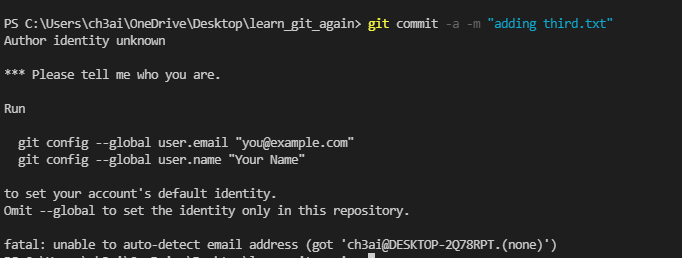 PS C:\Users\ch3ai\OneDrive\Desktop\learn_git_again> git commit -a -m "adding third.txt"
Author identity unknown
*** Please tell me who you are.
Run
git config --global user.email "you@example.com"
git config --global user.name "Your Name"
to set your account's default identity.
Omit --global to set the identity only in this repository.
fatal: unable to auto-detect email address (got 'ch3ai@DESKTOP-2Q78RPT.(none)')